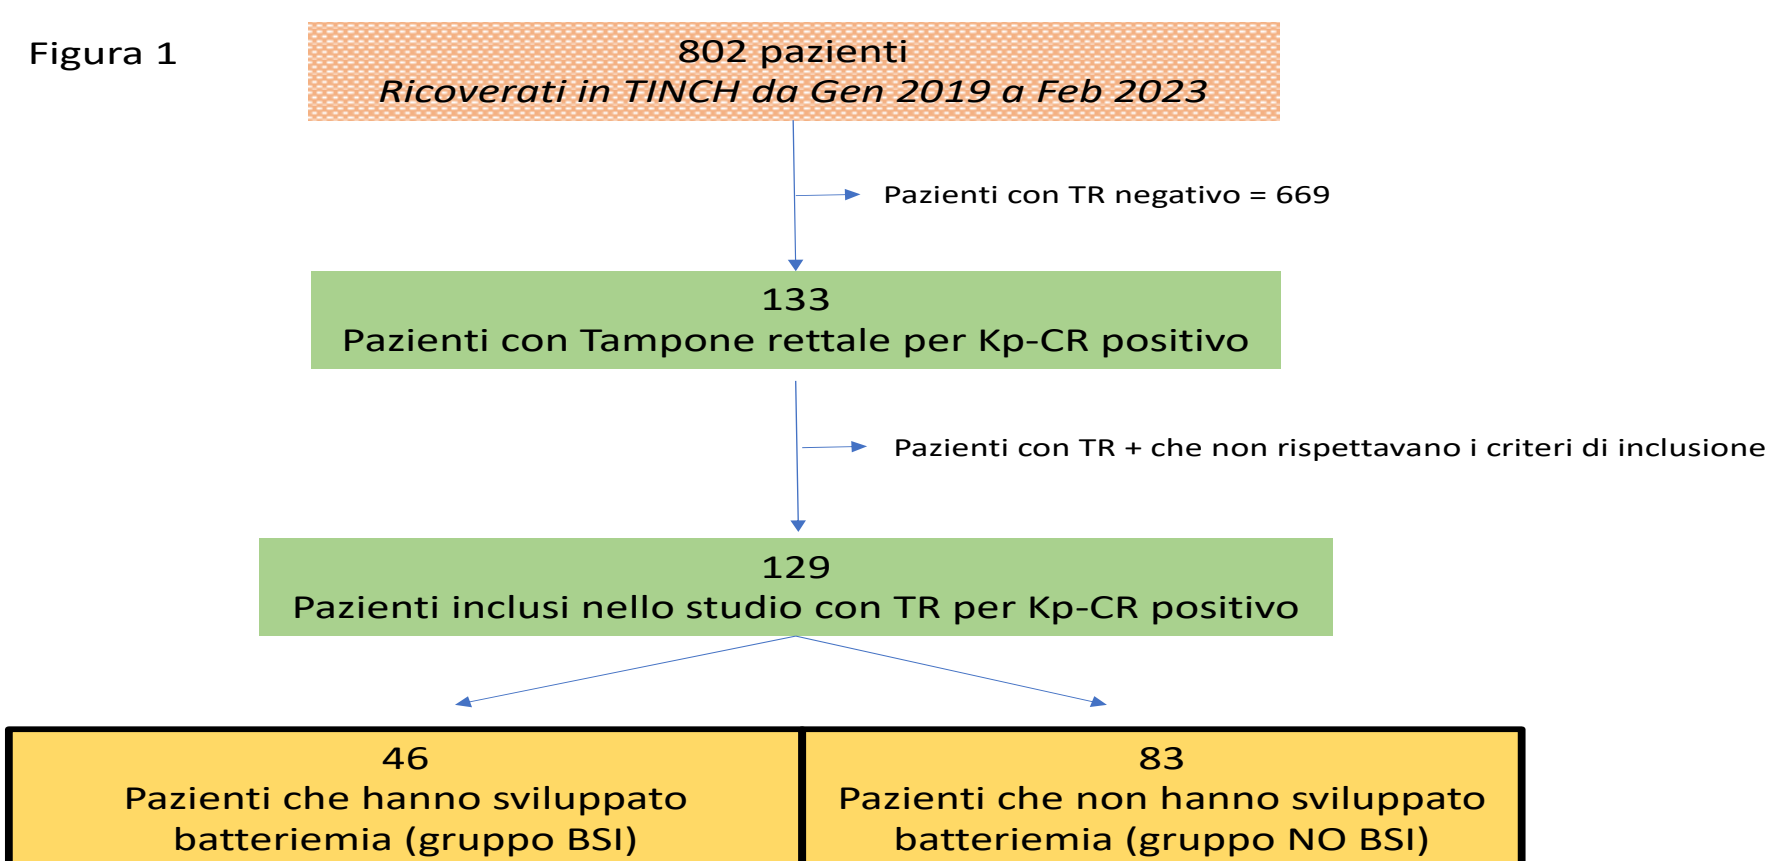 Figura 1
802 pazienti
Ricoverati in TINCH da Gen 2019 a Feb 2023
Pazienti con TR negativo = 669
133
Pazienti con Tampone rettale per Kp-CR positivo
Pazienti con TR + che non rispettavano i criteri di inclusione
129
Pazienti inclusi nello studio con TR per Kp-CR positivo
46
Pazienti che hanno sviluppato
batteriemia (gruppo BSI)
83
Pazienti che non hanno sviluppato
batteriemia (gruppo NO BSI)